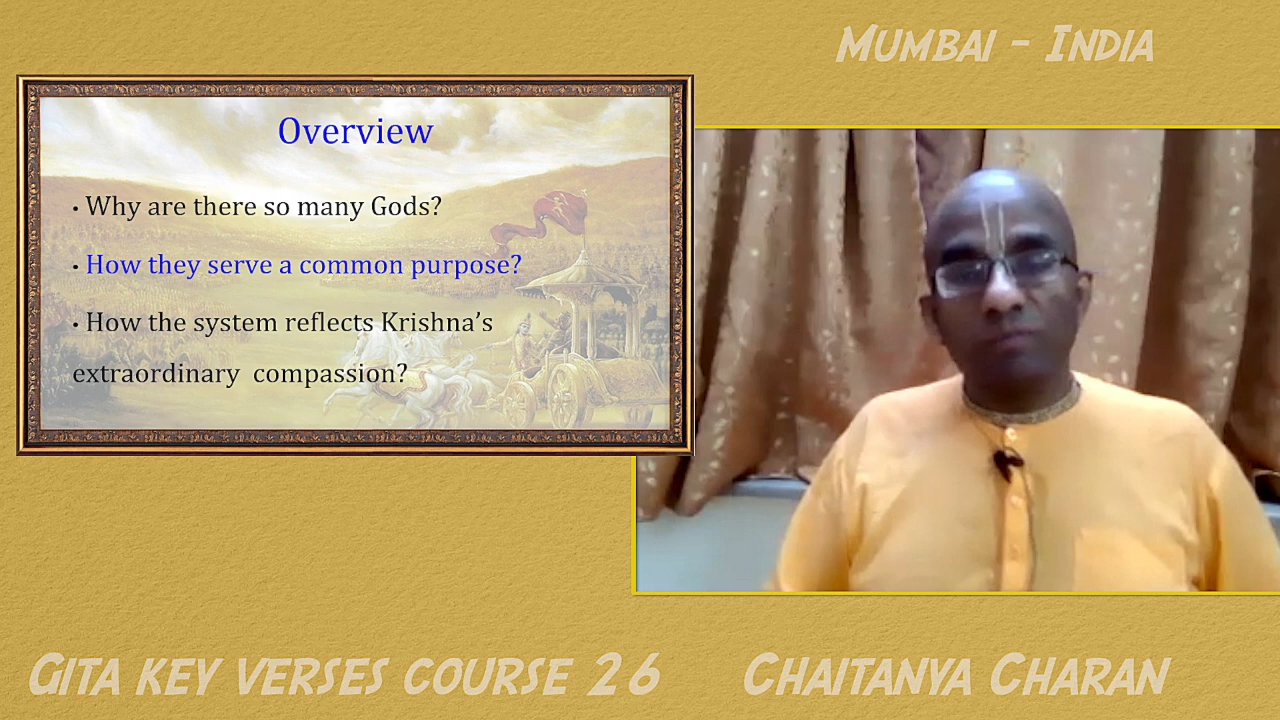 Mumbai - India
Overview
• Why are there so many Gods?
• How they serve a common purpose?
• How the system reflects Krishna’s
extraordinary compassion?
Gita key verses course 26
Chaitanya Charan